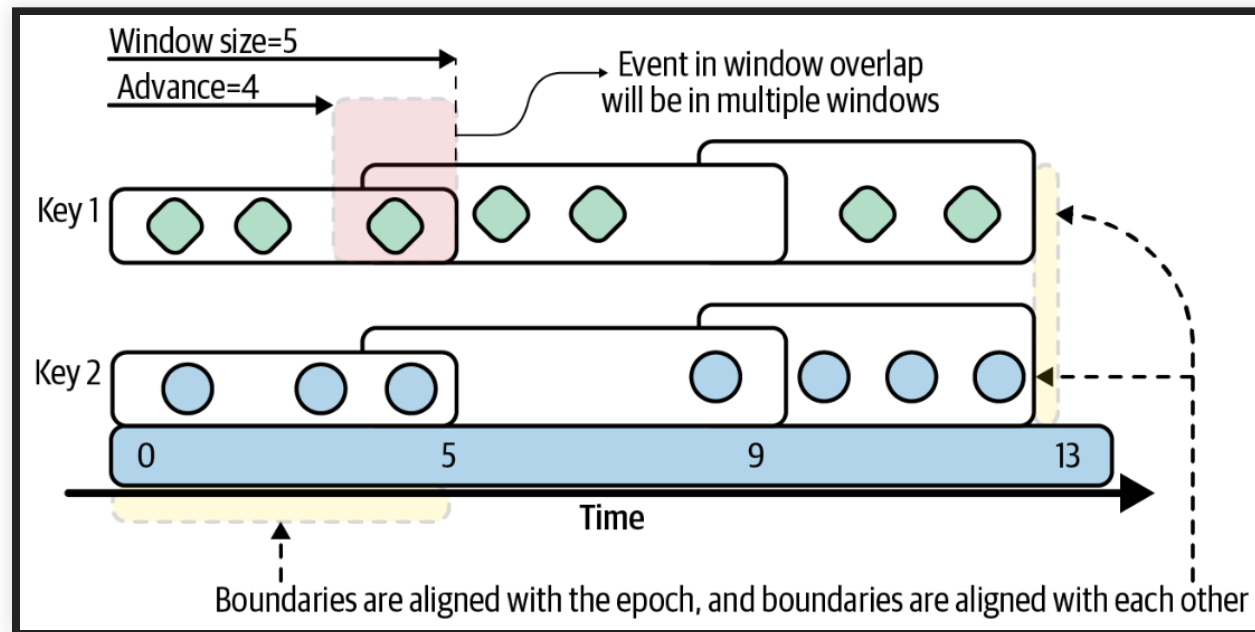 Window size=5
Advance=4
Event in window overlap
will be in multiple windows
Key 1
Key 2
0 5 9 13
Time
Boundaries are aligned with the epoch, and boundaries are aligned with each other